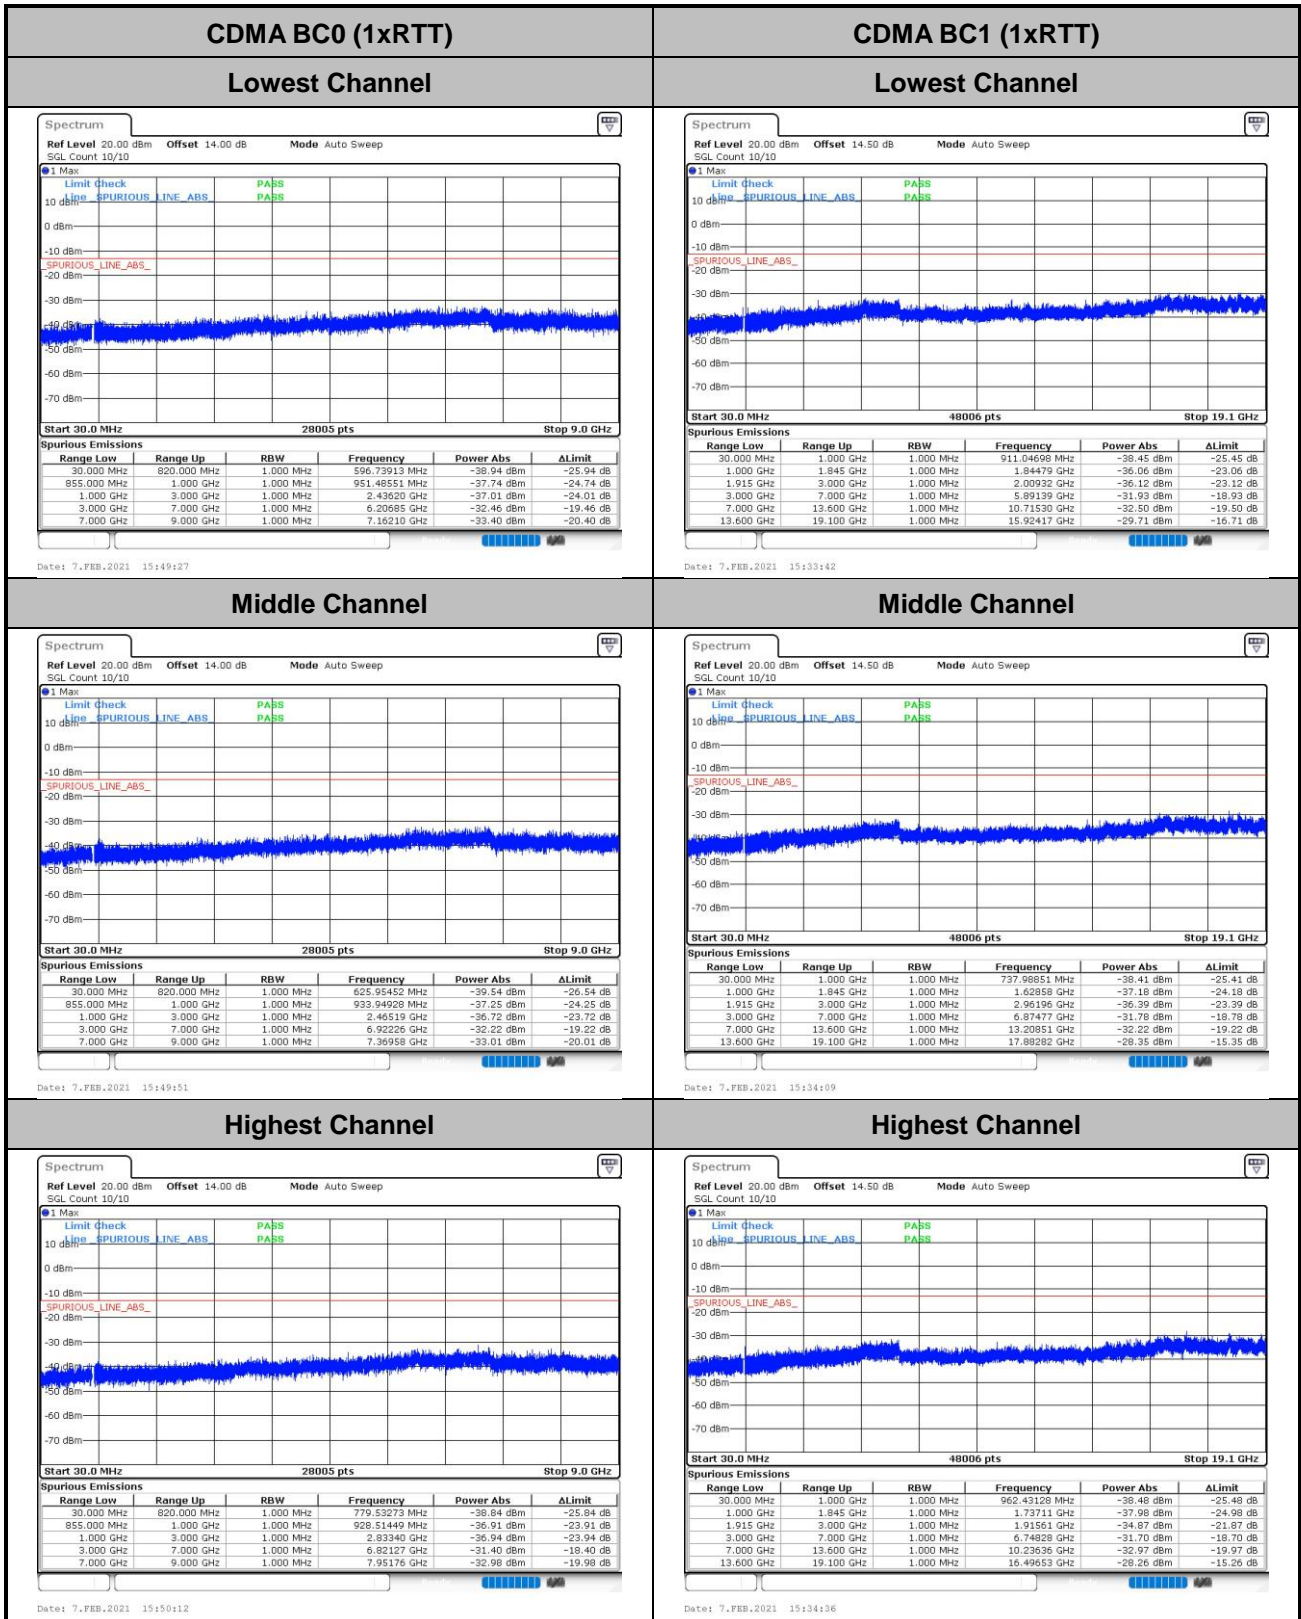 CDMA BC0 (1xRTT) CDMA BC1 (1xRTT)
Lowest Channel Lowest Channel
Spectrum
Ref Level 20.00 dBm Offset 14.00 dB Mode Auto Sweep
SGL Count 10/10
1 Max
Limit Check PASS
Line _SPURIOUS_LINE_ABS_ PASS
10 dBm
0 dBm
-10 dBm
_SPURIOUS_LINE_ABS_
-20 dBm
-30 dBm
-40 dBm
-50 dBm
-60 dBm
-70 dBm
Start 30.0 MHz 28005 pts Stop 9.0 GHz
Spurious Emissions
Range Low Range Up RBW Frequency Power Abs ΔLimit
30.000 MHz 820.000 MHz 1.000 MHz 596.73913 MHz -38.94 dBm -25.94 dB
855.000 MHz 1.000 GHz 1.000 MHz 951.48551 MHz -37.74 dBm -24.74 dB
1.000 GHz 3.000 GHz 1.000 MHz 2.43620 GHz -37.01 dBm -24.01 dB
3.000 GHz 7.000 GHz 1.000 MHz 6.20685 GHz -32.46 dBm -19.46 dB
7.000 GHz 9.000 GHz 1.000 MHz 7.16210 GHz -33.40 dBm -20.40 dB
Date: 7.FEB.2021 15:49:27
Spectrum
Ref Level 20.00 dBm Offset 14.50 dB Mode Auto Sweep
SGL Count 10/10
1 Max
Limit Check PASS
Line _SPURIOUS_LINE_ABS_ PASS
10 dBm
0 dBm
-10 dBm
_SPURIOUS_LINE_ABS_
-20 dBm
-30 dBm
-40 dBm
-50 dBm
-60 dBm
-70 dBm
Start 30.0 MHz 48006 pts Stop 19.1 GHz
Spurious Emissions
Range Low Range Up RBW Frequency Power Abs ΔLimit
30.000 MHz 1.000 GHz 1.000 MHz 911.04698 MHz -38.45 dBm -25.45 dB
1.000 GHz 1.845 GHz 1.000 MHz 1.84479 GHz -36.06 dBm -23.06 dB
1.915 GHz 3.000 GHz 1.000 MHz 2.00932 GHz -36.12 dBm -23.12 dB
3.000 GHz 7.000 GHz 1.000 MHz 5.89139 GHz -31.93 dBm -18.93 dB
7.000 GHz 13.600 GHz 1.000 MHz 10.71530 GHz -32.50 dBm -19.50 dB
13.600 GHz 19.100 GHz 1.000 MHz 15.92417 GHz -29.71 dBm -16.71 dB
Date: 7.FEB.2021 15:33:42
Middle Channel Middle Channel
Spectrum
Ref Level 20.00 dBm Offset 14.00 dB Mode Auto Sweep
SGL Count 10/10
1 Max
Limit Check PASS
Line _SPURIOUS_LINE_ABS_ PASS
10 dBm
0 dBm
-10 dBm
_SPURIOUS_LINE_ABS_
-20 dBm
-30 dBm
-40 dBm
-50 dBm
-60 dBm
-70 dBm
Start 30.0 MHz 28005 pts Stop 9.0 GHz
Spurious Emissions
Range Low Range Up RBW Frequency Power Abs ΔLimit
30.000 MHz 820.000 MHz 1.000 MHz 625.95452 MHz -39.54 dBm -26.54 dB
855.000 MHz 1.000 GHz 1.000 MHz 933.94928 MHz -37.25 dBm -24.25 dB
1.000 GHz 3.000 GHz 1.000 MHz 2.46519 GHz -36.72 dBm -23.72 dB
3.000 GHz 7.000 GHz 1.000 MHz 6.92226 GHz -32.22 dBm -19.22 dB
7.000 GHz 9.000 GHz 1.000 MHz 7.36958 GHz -33.01 dBm -20.01 dB
Date: 7.FEB.2021 15:49:51
Spectrum
Ref Level 20.00 dBm Offset 14.50 dB Mode Auto Sweep
SGL Count 10/10
1 Max
Limit Check PASS
Line _SPURIOUS_LINE_ABS_ PASS
10 dBm
0 dBm
-10 dBm
_SPURIOUS_LINE_ABS_
-20 dBm
-30 dBm
-40 dBm
-50 dBm
-60 dBm
-70 dBm
Start 30.0 MHz 48006 pts Stop 19.1 GHz
Spurious Emissions
Range Low Range Up RBW Frequency Power Abs ΔLimit
30.000 MHz 1.000 GHz 1.000 MHz 737.98851 MHz -38.41 dBm -25.41 dB
1.000 GHz 1.845 GHz 1.000 MHz 1.62858 GHz -37.18 dBm -24.18 dB
1.915 GHz 3.000 GHz 1.000 MHz 2.96196 GHz -36.39 dBm -23.39 dB
3.000 GHz 7.000 GHz 1.000 MHz 6.87477 GHz -31.78 dBm -18.78 dB
7.000 GHz 13.600 GHz 1.000 MHz 13.20851 GHz -32.22 dBm -19.22 dB
13.600 GHz 19.100 GHz 1.000 MHz 17.88282 GHz -28.35 dBm -15.35 dB
Date: 7.FEB.2021 15:34:09
Highest Channel Highest Channel
Spectrum
Ref Level 20.00 dBm Offset 14.00 dB Mode Auto Sweep
SGL Count 10/10
1 Max
Limit Check PASS
Line _SPURIOUS_LINE_ABS_ PASS
10 dBm
0 dBm
-10 dBm
_SPURIOUS_LINE_ABS_
-20 dBm
-30 dBm
-40 dBm
-50 dBm
-60 dBm
-70 dBm
Start 30.0 MHz 28005 pts Stop 9.0 GHz
Spurious Emissions
Range Low Range Up RBW Frequency Power Abs ΔLimit
30.000 MHz 820.000 MHz 1.000 MHz 779.53273 MHz -38.84 dBm -25.84 dB
855.000 MHz 1.000 GHz 1.000 MHz 928.51449 MHz -36.91 dBm -23.91 dB
1.000 GHz 3.000 GHz 1.000 MHz 2.83340 GHz -36.94 dBm -23.94 dB
3.000 GHz 7.000 GHz 1.000 MHz 6.82127 GHz -31.40 dBm -18.40 dB
7.000 GHz 9.000 GHz 1.000 MHz 7.95176 GHz -32.98 dBm -19.98 dB
Date: 7.FEB.2021 15:50:12
Spectrum
Ref Level 20.00 dBm Offset 14.50 dB Mode Auto Sweep
SGL Count 10/10
1 Max
Limit Check PASS
Line _SPURIOUS_LINE_ABS_ PASS
10 dBm
0 dBm
-10 dBm
_SPURIOUS_LINE_ABS_
-20 dBm
-30 dBm
-40 dBm
-50 dBm
-60 dBm
-70 dBm
Start 30.0 MHz 48006 pts Stop 19.1 GHz
Spurious Emissions
Range Low Range Up RBW Frequency Power Abs ΔLimit
30.000 MHz 1.000 GHz 1.000 MHz 962.43128 MHz -38.48 dBm -25.48 dB
1.000 GHz 1.845 GHz 1.000 MHz 1.73711 GHz -37.98 dBm -24.98 dB
1.915 GHz 3.000 GHz 1.000 MHz 1.91561 GHz -34.87 dBm -21.87 dB
3.000 GHz 7.000 GHz 1.000 MHz 6.74828 GHz -31.70 dBm -18.70 dB
7.000 GHz 13.600 GHz 1.000 MHz 10.23636 GHz -32.97 dBm -19.97 dB
13.600 GHz 19.100 GHz 1.000 MHz 16.49653 GHz -28.26 dBm -15.26 dB
Date: 7.FEB.2021 15:34:36